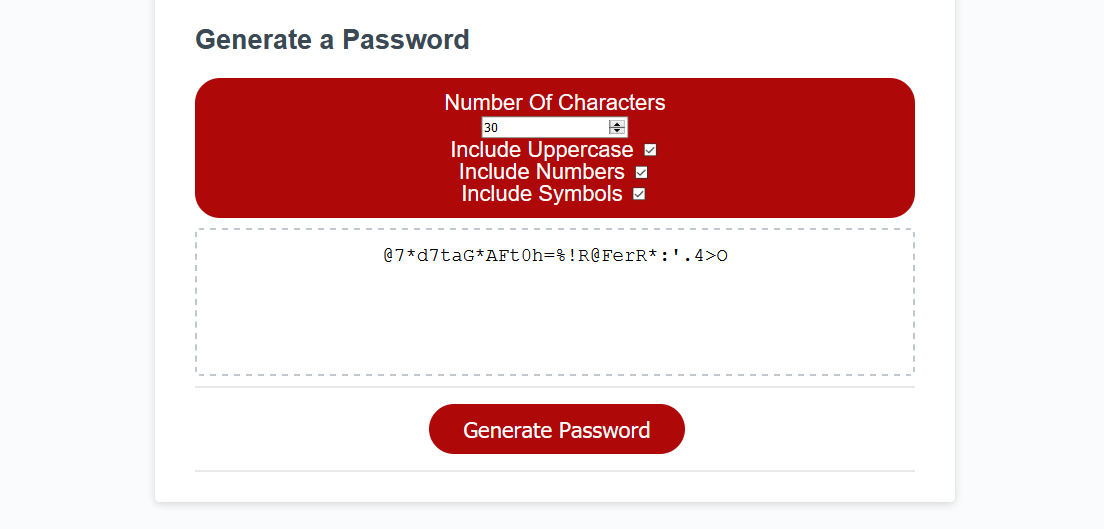 Generate a Password
Number Of Characters
30
Include Uppercase
Include Numbers
Include Symbols
@7*d7taG*AFt0h=%!R@FerR*:'.4>O
Generate Password